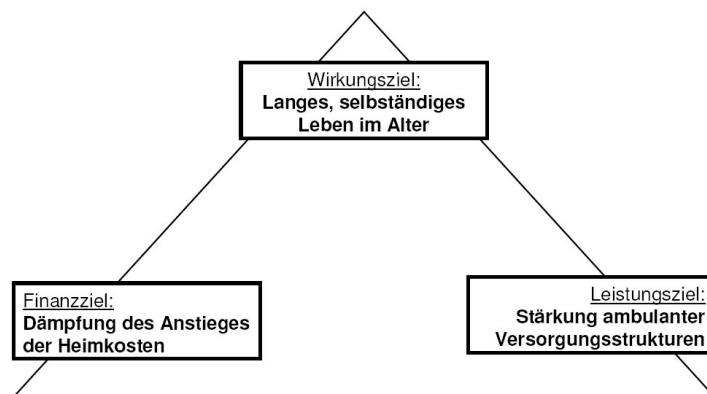 Wirkungsziel:
Langes, selbständiges
Leben im Alter
Finanzziel:
Dämpfung des Anstieges
der Heimkosten
Leistungsziel:
Stärkung ambulanter
Versorgungsstrukturen